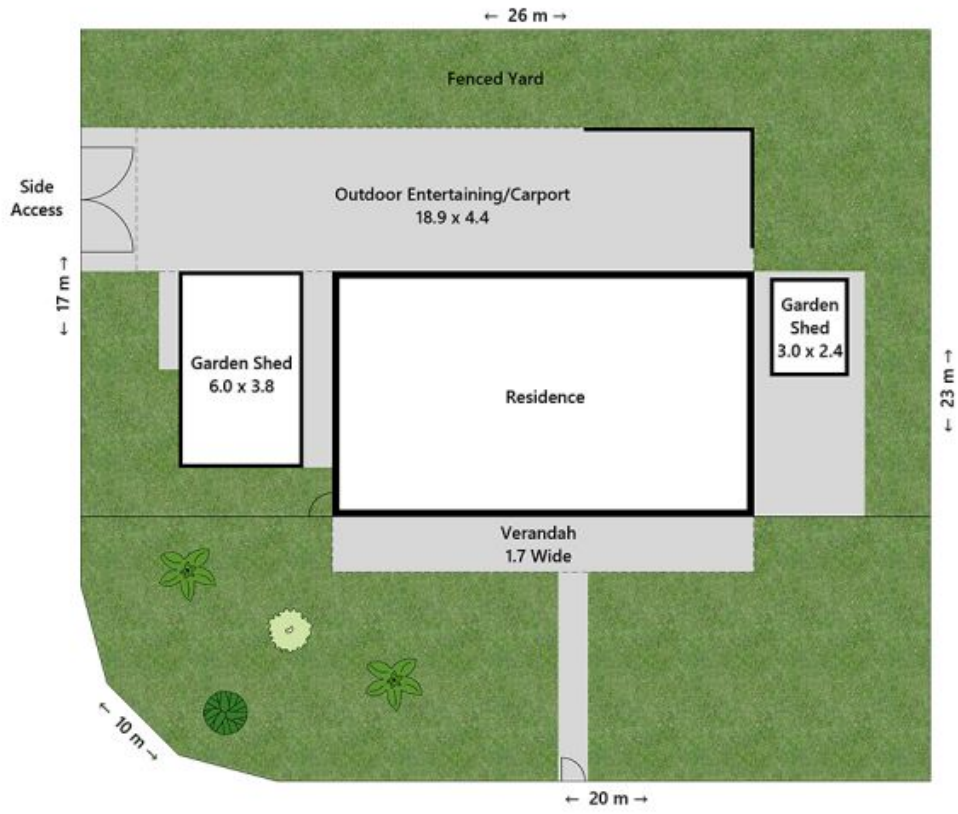 ← 26 m →
Fenced Yard
Side
Access
Outdoor Entertaining/Carport
18.9 x 4.4
← 17 m →
Garden Shed
6.0 x 3.8
Residence
Garden
Shed
3.0 x 2.4
← 23 m →
Verandah
1.7 Wide
← 10 m →
← 20 m →